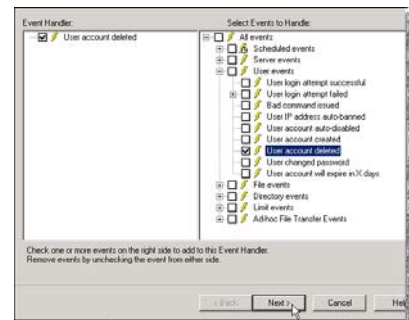 Event Handler:
Select Events to Handle:
User account deleted
All events
Scheduled events
Server events
User events
User login attempt successful
User login attempt failed
Bad command issued
User IP address auto-banned
User account auto-disabled
User account created
User account deleted
User changed password
User account will expire in X days
File events
Directory events
Limit events
Ad-hoc File Transfer Events
Check one or more events on the right side to add to this Event Handler.
Remove events by unchecking the event from either side.
< Back
Next >
Cancel
Hel